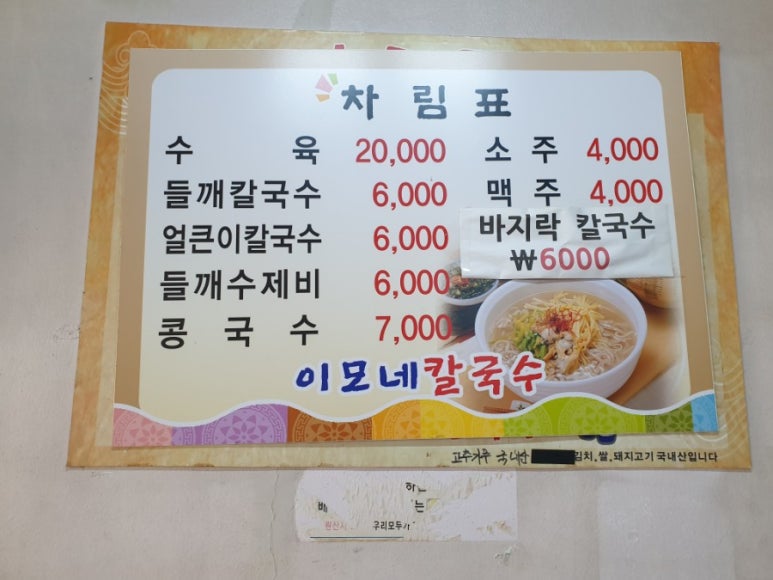 차림표
수육 20,000
들깨칼국수 6,000
얼큰이칼국수 6,000
들깨수제비 6,000
콩국수 7,000
소주 4,000
맥주 4,000
바지락 칼국수
₩6000
이모네칼국수
고추가루 국내산 김치.쌀.돼지고기 국내산입니다
우리모두가